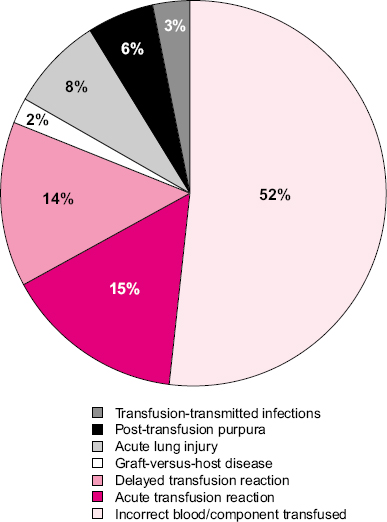 3%
6%
8%
2%
52%
14%
15%
Transfusion-transmitted infections
Post-transfusion purpura
Acute lung injury
Graft-versus-host disease
Delayed transfusion reaction
Acute transfusion reaction
Incorrect blood/component transfused